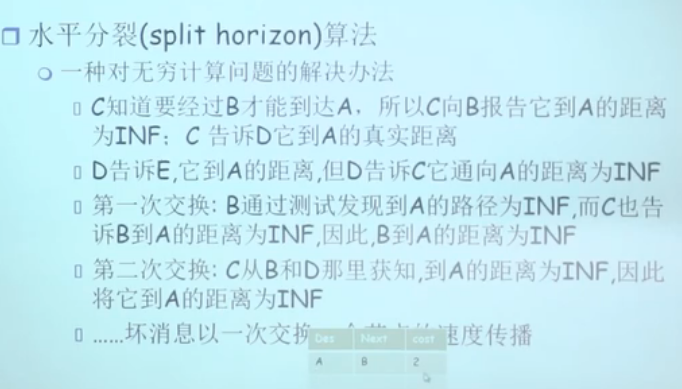 水平分裂(split horizon)算法
一种对无穷计算问题的解决办法
C知道要经过B才能到达A，所以C向B报告它到A的距离
为INF；C 告诉D它到A的真实距离
D告诉E,它到A的距离,但D告诉C它通向A的距离为INF
第一次交换: B通过测试发现到A的路径为INF,而C也告
诉B到A的距离为INF,因此,B到A的距离为INF
第二次交换: C从B和D那里获知,到A的距离为INF,因此
将它到A的距离为INF
......坏消息以一次交换 速度传播
Des Next cost
A B 2